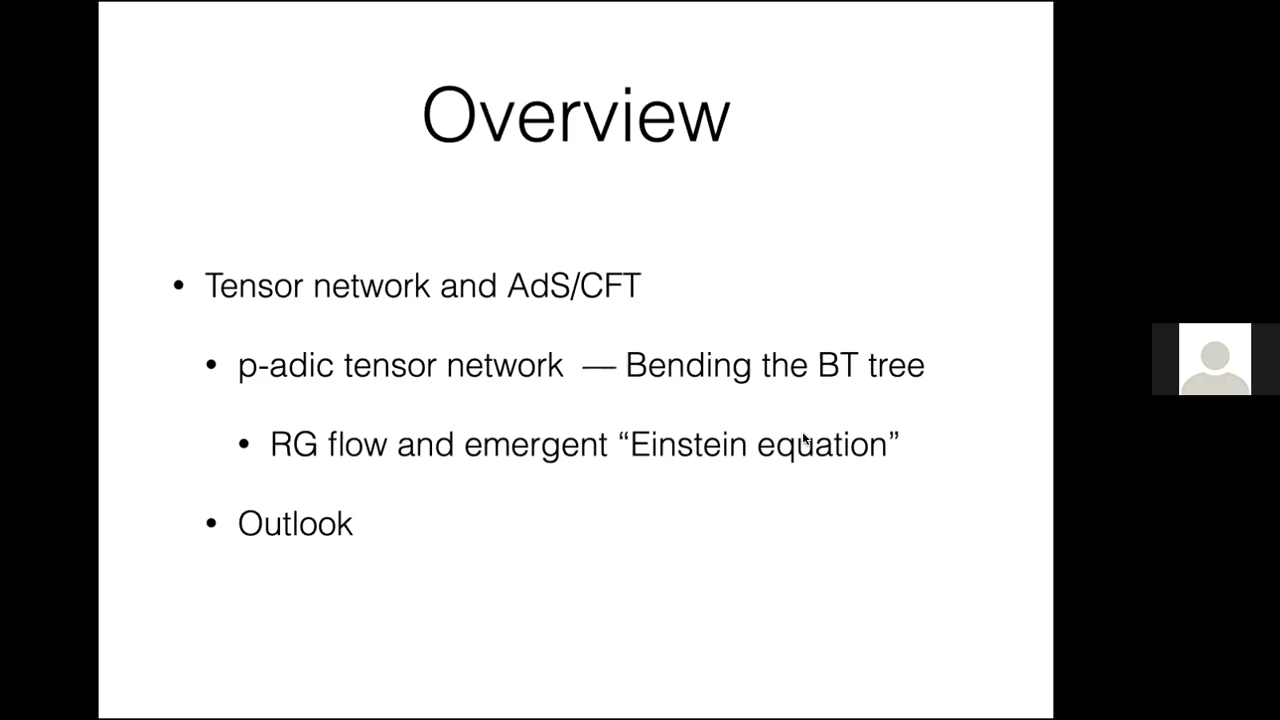 Overview
• Tensor network and AdS/CFT
• p-adic tensor network — Bending the BT tree
• RG flow and emergent “Einstein equation”
• Outlook